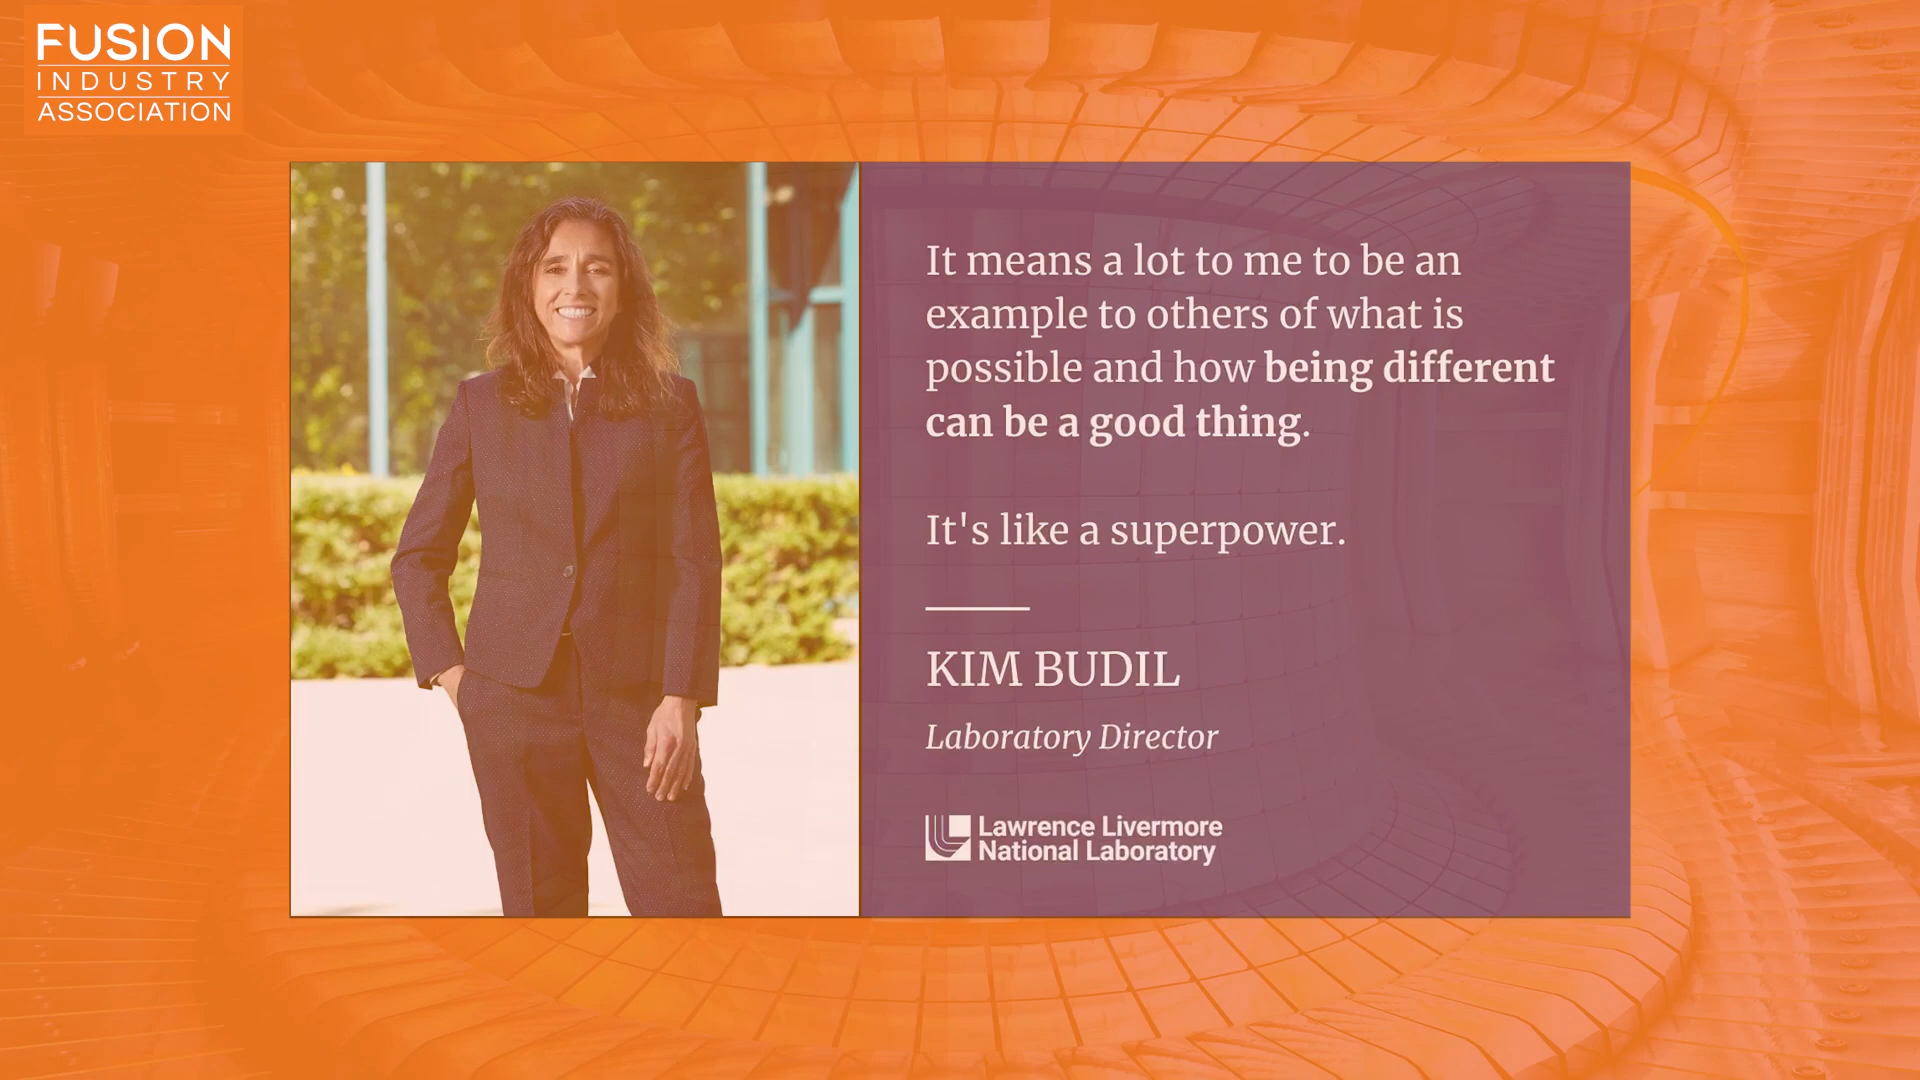 FUSION
INDUSTRY
ASSOCIATION
It means a lot to me to be an
example to others of what is
possible and how being different
can be a good thing.
It's like a superpower.
KIM BUDIL
Laboratory Director
Lawrence Livermore
National Laboratory